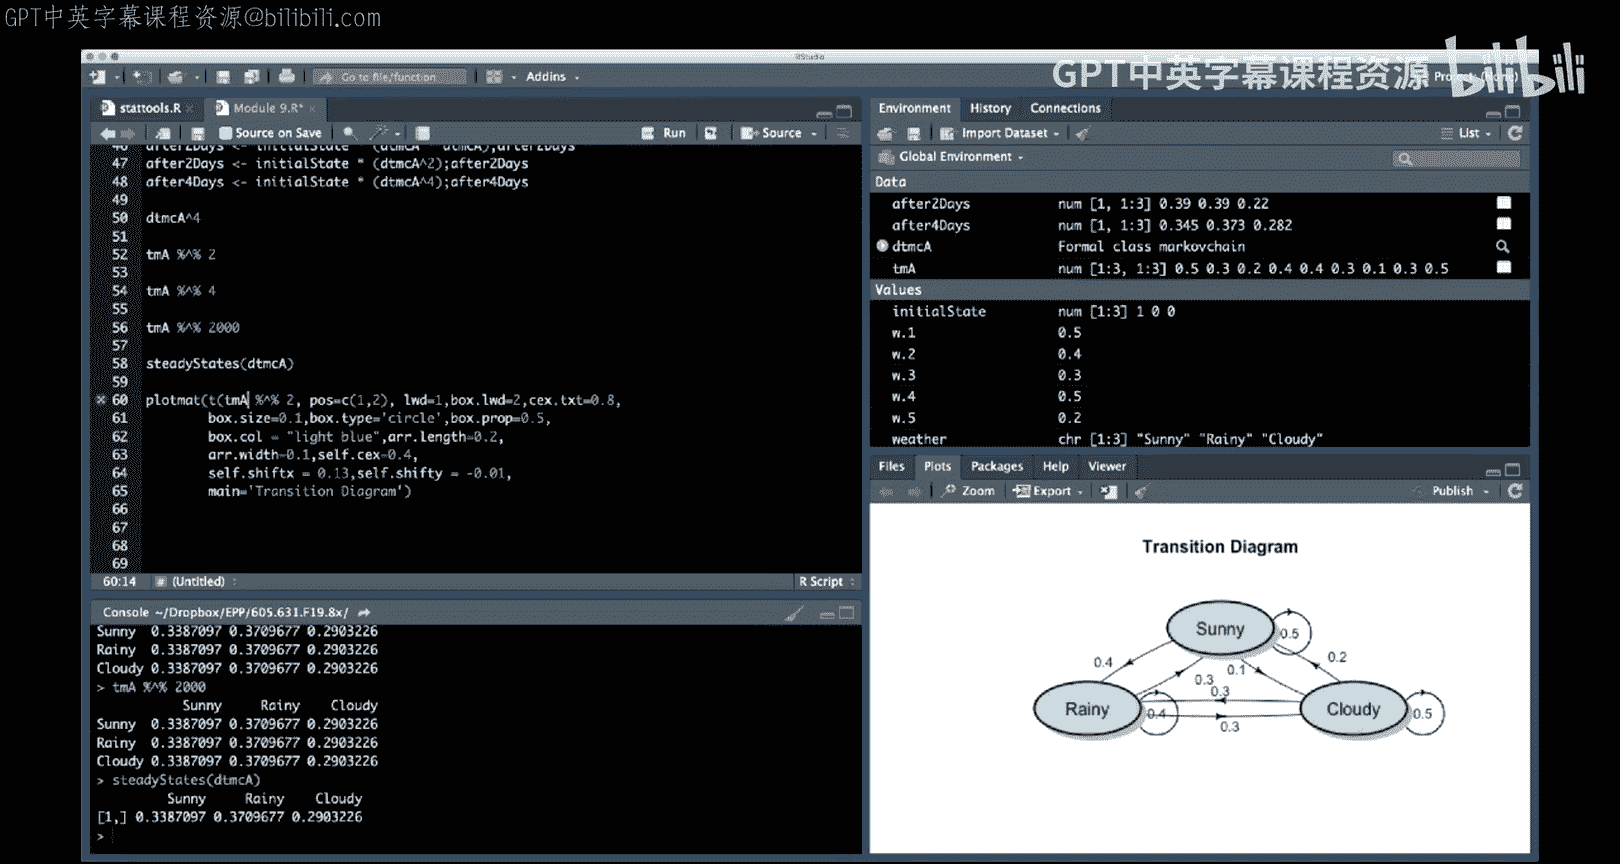 GPT中英字幕课程资源@bilibili.com
RStudio
GPT中英字幕课程资源 bilibili
Go to file/function Addins Project: (None)
stattools.R Module 9.R*
Source on Save Run Source
46 after2Days <- initialState * (dtmcA * dtmcA);after2Days
47 after2Days <- initialState * (dtmcA^2);after2Days
48 after4Days <- initialState * (dtmcA^4);after4Days
49
50 dtmcA^4
51
52 tmA %^% 2
53
54 tmA %^% 4
55
56 tmA %^% 2000
57
58 steadyStates(dtmcA)
59
60 plotmat(t(tmA %^% 2, pos=c(1,2), lwd=1,box.lwd=2,cex.txt=0.8,
61 box.size=0.1,box.type='circle',box.prop=0.5,
62 box.col = "light blue",arr.length=0.2,
63 arr.width=0.1,self.cex=0.4,
64 self.shiftx = 0.13,self.shifty = -0.01,
65 main='Transition Diagram')
66
67
68
69
60:14 # (Untitled) R Script
Console ~/Dropbox/EPP/605.631.F19.8x/
Sunny 0.3387097 0.3709677 0.2903226
Rainy 0.3387097 0.3709677 0.2903226
Cloudy 0.3387097 0.3709677 0.2903226
> tmA %^% 2000
Sunny Rainy Cloudy
Sunny 0.3387097 0.3709677 0.2903226
Rainy 0.3387097 0.3709677 0.2903226
Cloudy 0.3387097 0.3709677 0.2903226
> steadyStates(dtmcA)
Sunny Rainy Cloudy
[1,] 0.3387097 0.3709677 0.2903226
>
Environment History Connections
Import Dataset List
Global Environment
Data
after2Days num [1, 1:3] 0.39 0.39 0.22
after4Days num [1, 1:3] 0.345 0.373 0.282
dtmcA Formal class markovchain
tmA num [1:3, 1:3] 0.5 0.3 0.2 0.4 0.4 0.3 0.1 0.3 0.5
Values
initialState num [1:3] 1 0 0
w.1 0.5
w.2 0.4
w.3 0.3
w.4 0.5
w.5 0.2
weather chr [1:3] "Sunny" "Rainy" "Cloudy"
Files Plots Packages Help Viewer
Zoom Export Publish
Transition Diagram
Sunny 0.5
0.4 0.3 0.1 0.2
0.3
Rainy 0.4 Cloudy 0.5
0.3